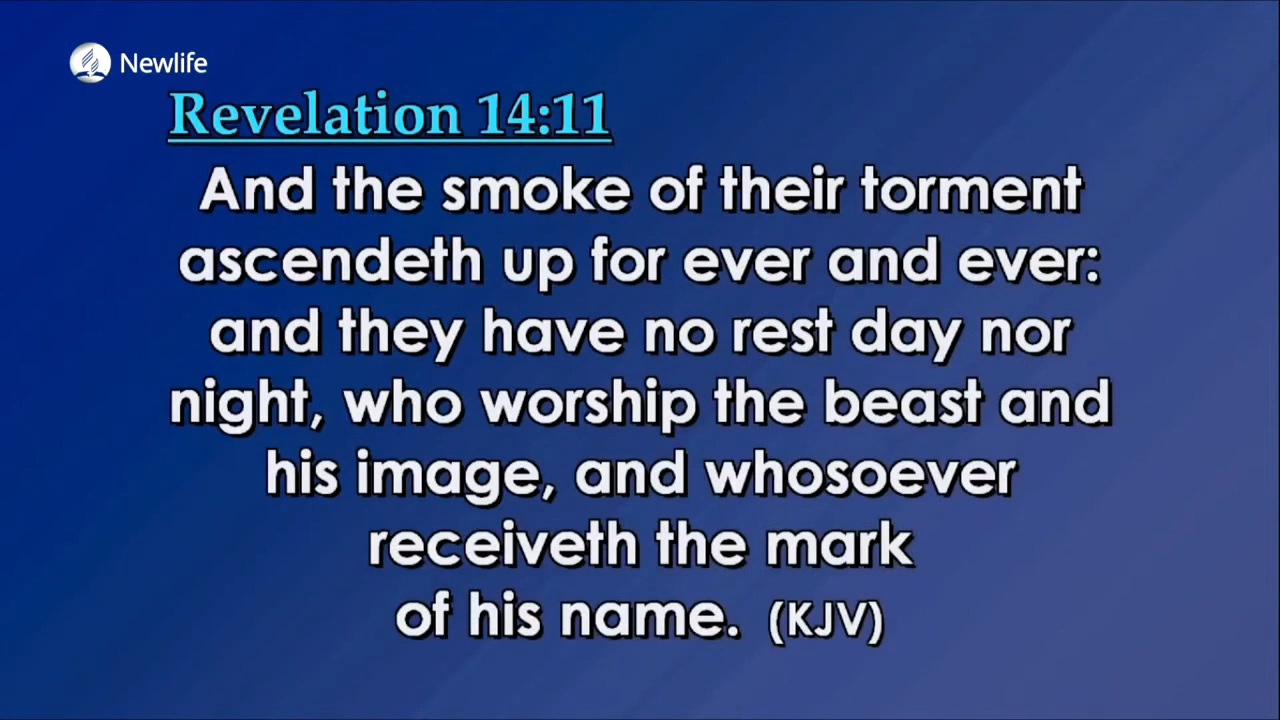 Newlife
Revelation 14:11
And the smoke of their torment
ascendeth up for ever and ever:
and they have no rest day nor
night, who worship the beast and
his image, and whosoever
receiveth the mark
of his name. (KJV)